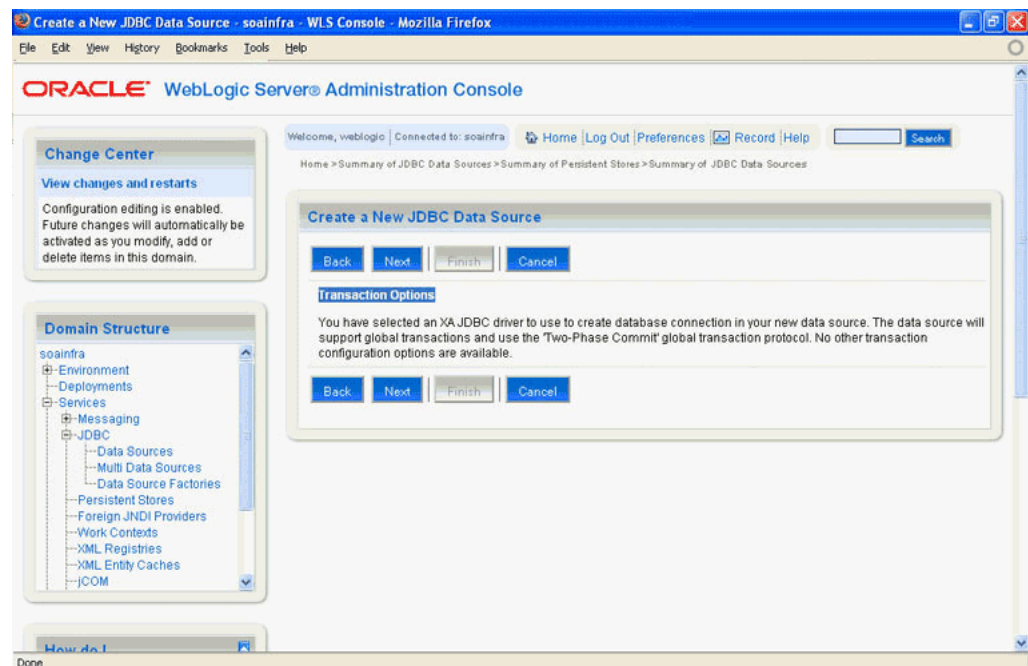 Create a New JDBC Data Source - soainfra - WLS Console - Mozilla Firefox
File Edit View History Bookmarks Tools Help
ORACLE® WebLogic Server® Administration Console
Change Center
View changes and restarts
Configuration editing is enabled.
Future changes will automatically be
activated as you modify, add or
delete items in this domain.
Domain Structure
soainfra
Environment
Deployments
Services
Messaging
JDBC
Data Sources
Multi Data Sources
Data Source Factories
Persistent Stores
Foreign JNDI Providers
Work Contexts
XML Registries
XML Entity Caches
jCOM
How do I
Welcome, weblogic Connected to: soainfra Home Log Out Preferences Record Help Search
Home >Summary of JDBC Data Sources >Summary of Persistent Stores >Summary of JDBC Data Sources
Create a New JDBC Data Source
Back Next Finish Cancel
Transaction Options
You have selected an XA JDBC driver to use to create database connection in your new data source. The data source will
support global transactions and use the 'Two-Phase Commit' global transaction protocol. No other transaction
configuration options are available.
Back Next Finish Cancel
Done